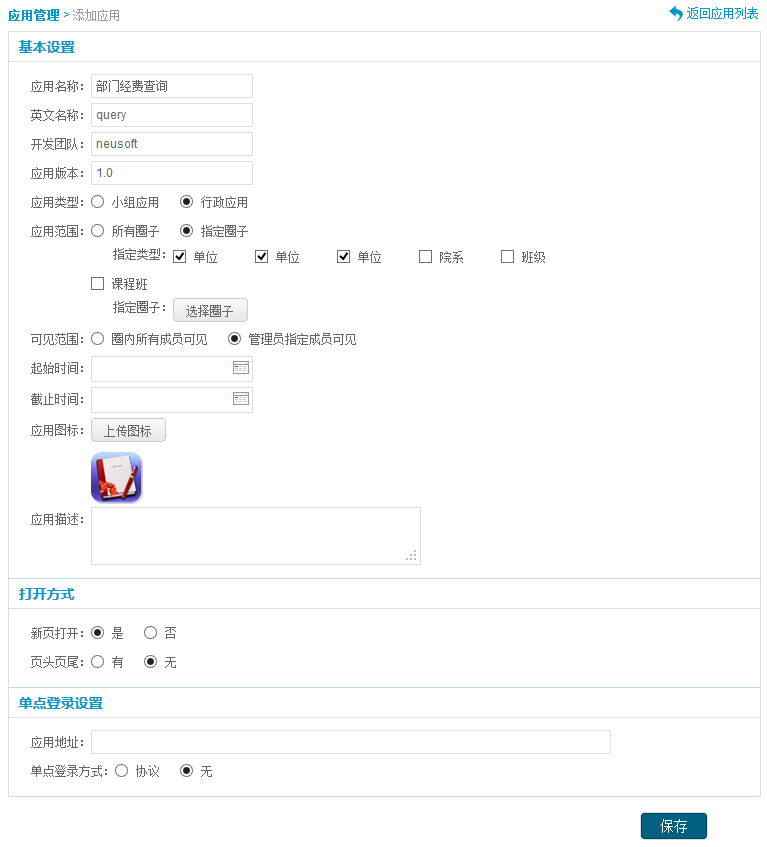 应用管理 > 添加应用 返回应用列表
基本设置
应用名称： 部门经费查询
英文名称： query
开发团队： neusoft
应用版本： 1.0
应用类型： 小组应用 行政应用
应用范围： 所有圈子 指定圈子
指定类型： 单位 单位 单位 院系 班级
课程班
指定圈子： 选择圈子
可见范围： 圈内所有成员可见 管理员指定成员可见
起始时间：
截止时间：
应用图标： 上传图标
应用描述：
打开方式
新页打开： 是 否
页头页尾： 有 无
单点登录设置
应用地址：
单点登录方式： 协议 无
保存